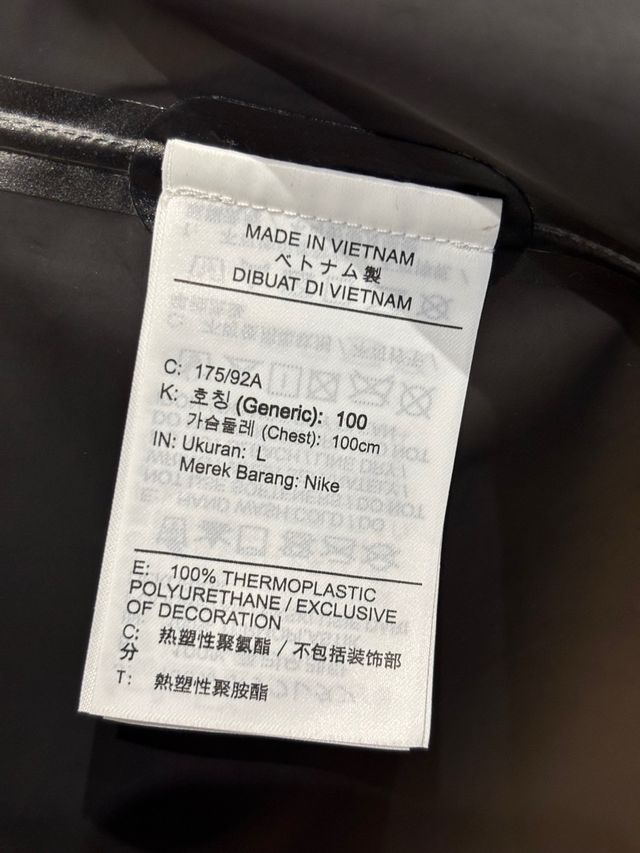 MADE IN VIETNAM
ベトナム製
DIBUAT DI VIETNAM
C: 175/92A
K: 호칭 (Generic): 100
가슴둘레 (Chest): 100cm
IN: Ukuran: L
Merek Barang: Nike
E: 100% THERMOPLASTIC
POLYURETHANE / EXCLUSIVE
OF DECORATION
C: 热塑性聚氨酯 / 不包括装饰部
分
T: 熱塑性聚胺酯